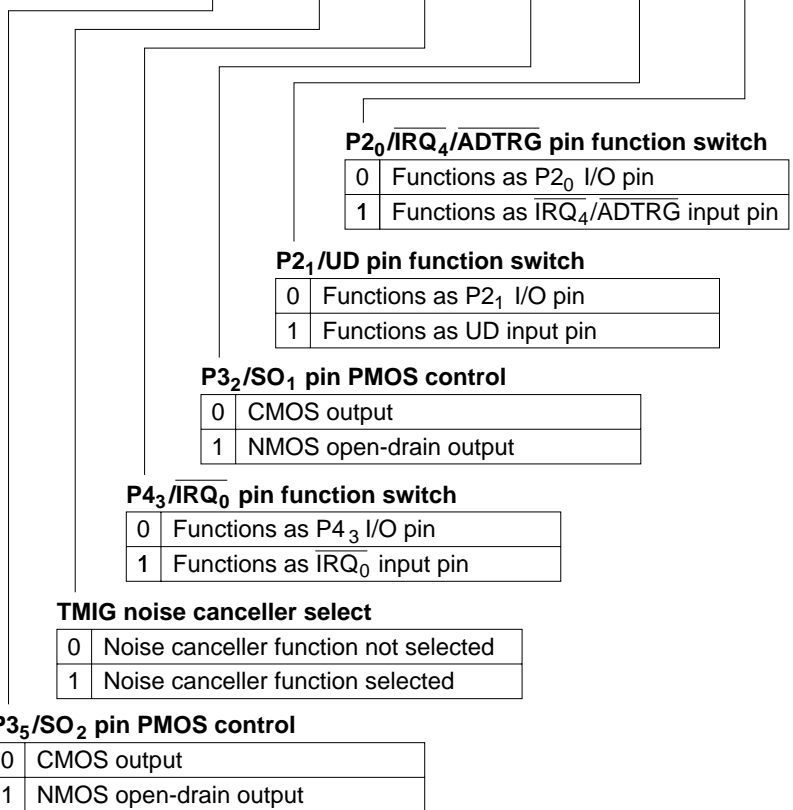 P2₀/IRQ₄/ADTRG pin function switch
0 Functions as P2₀ I/O pin
1 Functions as IRQ₄/ADTRG input pin
P2₁/UD pin function switch
0 Functions as P2₁ I/O pin
1 Functions as UD input pin
P3₂/SO₁ pin PMOS control
0 CMOS output
1 NMOS open-drain output
P4₃/IRQ₀ pin function switch
0 Functions as P4₃ I/O pin
1 Functions as IRQ₀ input pin
TMIG noise canceller select
0 Noise canceller function not selected
1 Noise canceller function selected
P3₅/SO₂ pin PMOS control
0 CMOS output
1 NMOS open-drain output